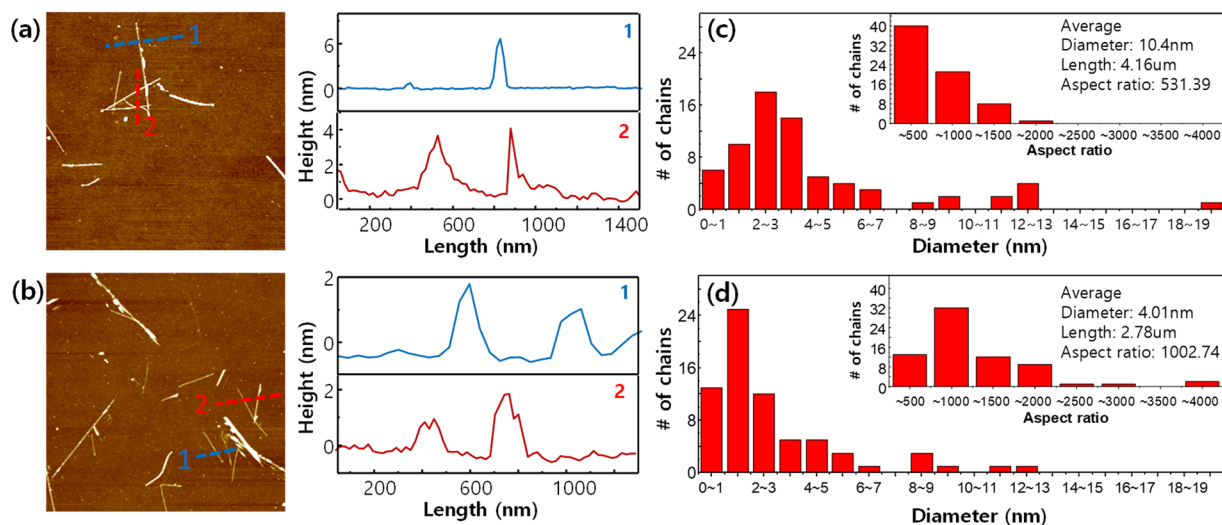 (a)
1
2
Height (nm)
6
0
1
4
2
0
2
200 600 1000 1400
Length (nm)
(c)
# of chains
24
16
8
0
0~1 2~3 4~5 6~7 8~9 10~11 12~13 14~15 16~17 18~19
Diameter (nm)
# of chains
40
32
24
16
8
0
~500 ~1000 ~1500 ~2000 ~2500 ~3000 ~3500 ~4000
Aspect ratio
Average
Diameter: 10.4nm
Length: 4.16um
Aspect ratio: 531.39
(b)
2
1
Height (nm)
2
0
1
2
0
2
200 600 1000
Length (nm)
(d)
# of chains
24
16
8
0
0~1 2~3 4~5 6~7 8~9 10~11 12~13 14~15 16~17 18~19
Diameter (nm)
# of chains
40
32
24
16
8
0
~500 ~1000 ~1500 ~2000 ~2500 ~3000 ~3500 ~4000
Aspect ratio
Average
Diameter: 4.01nm
Length: 2.78um
Aspect ratio: 1002.74